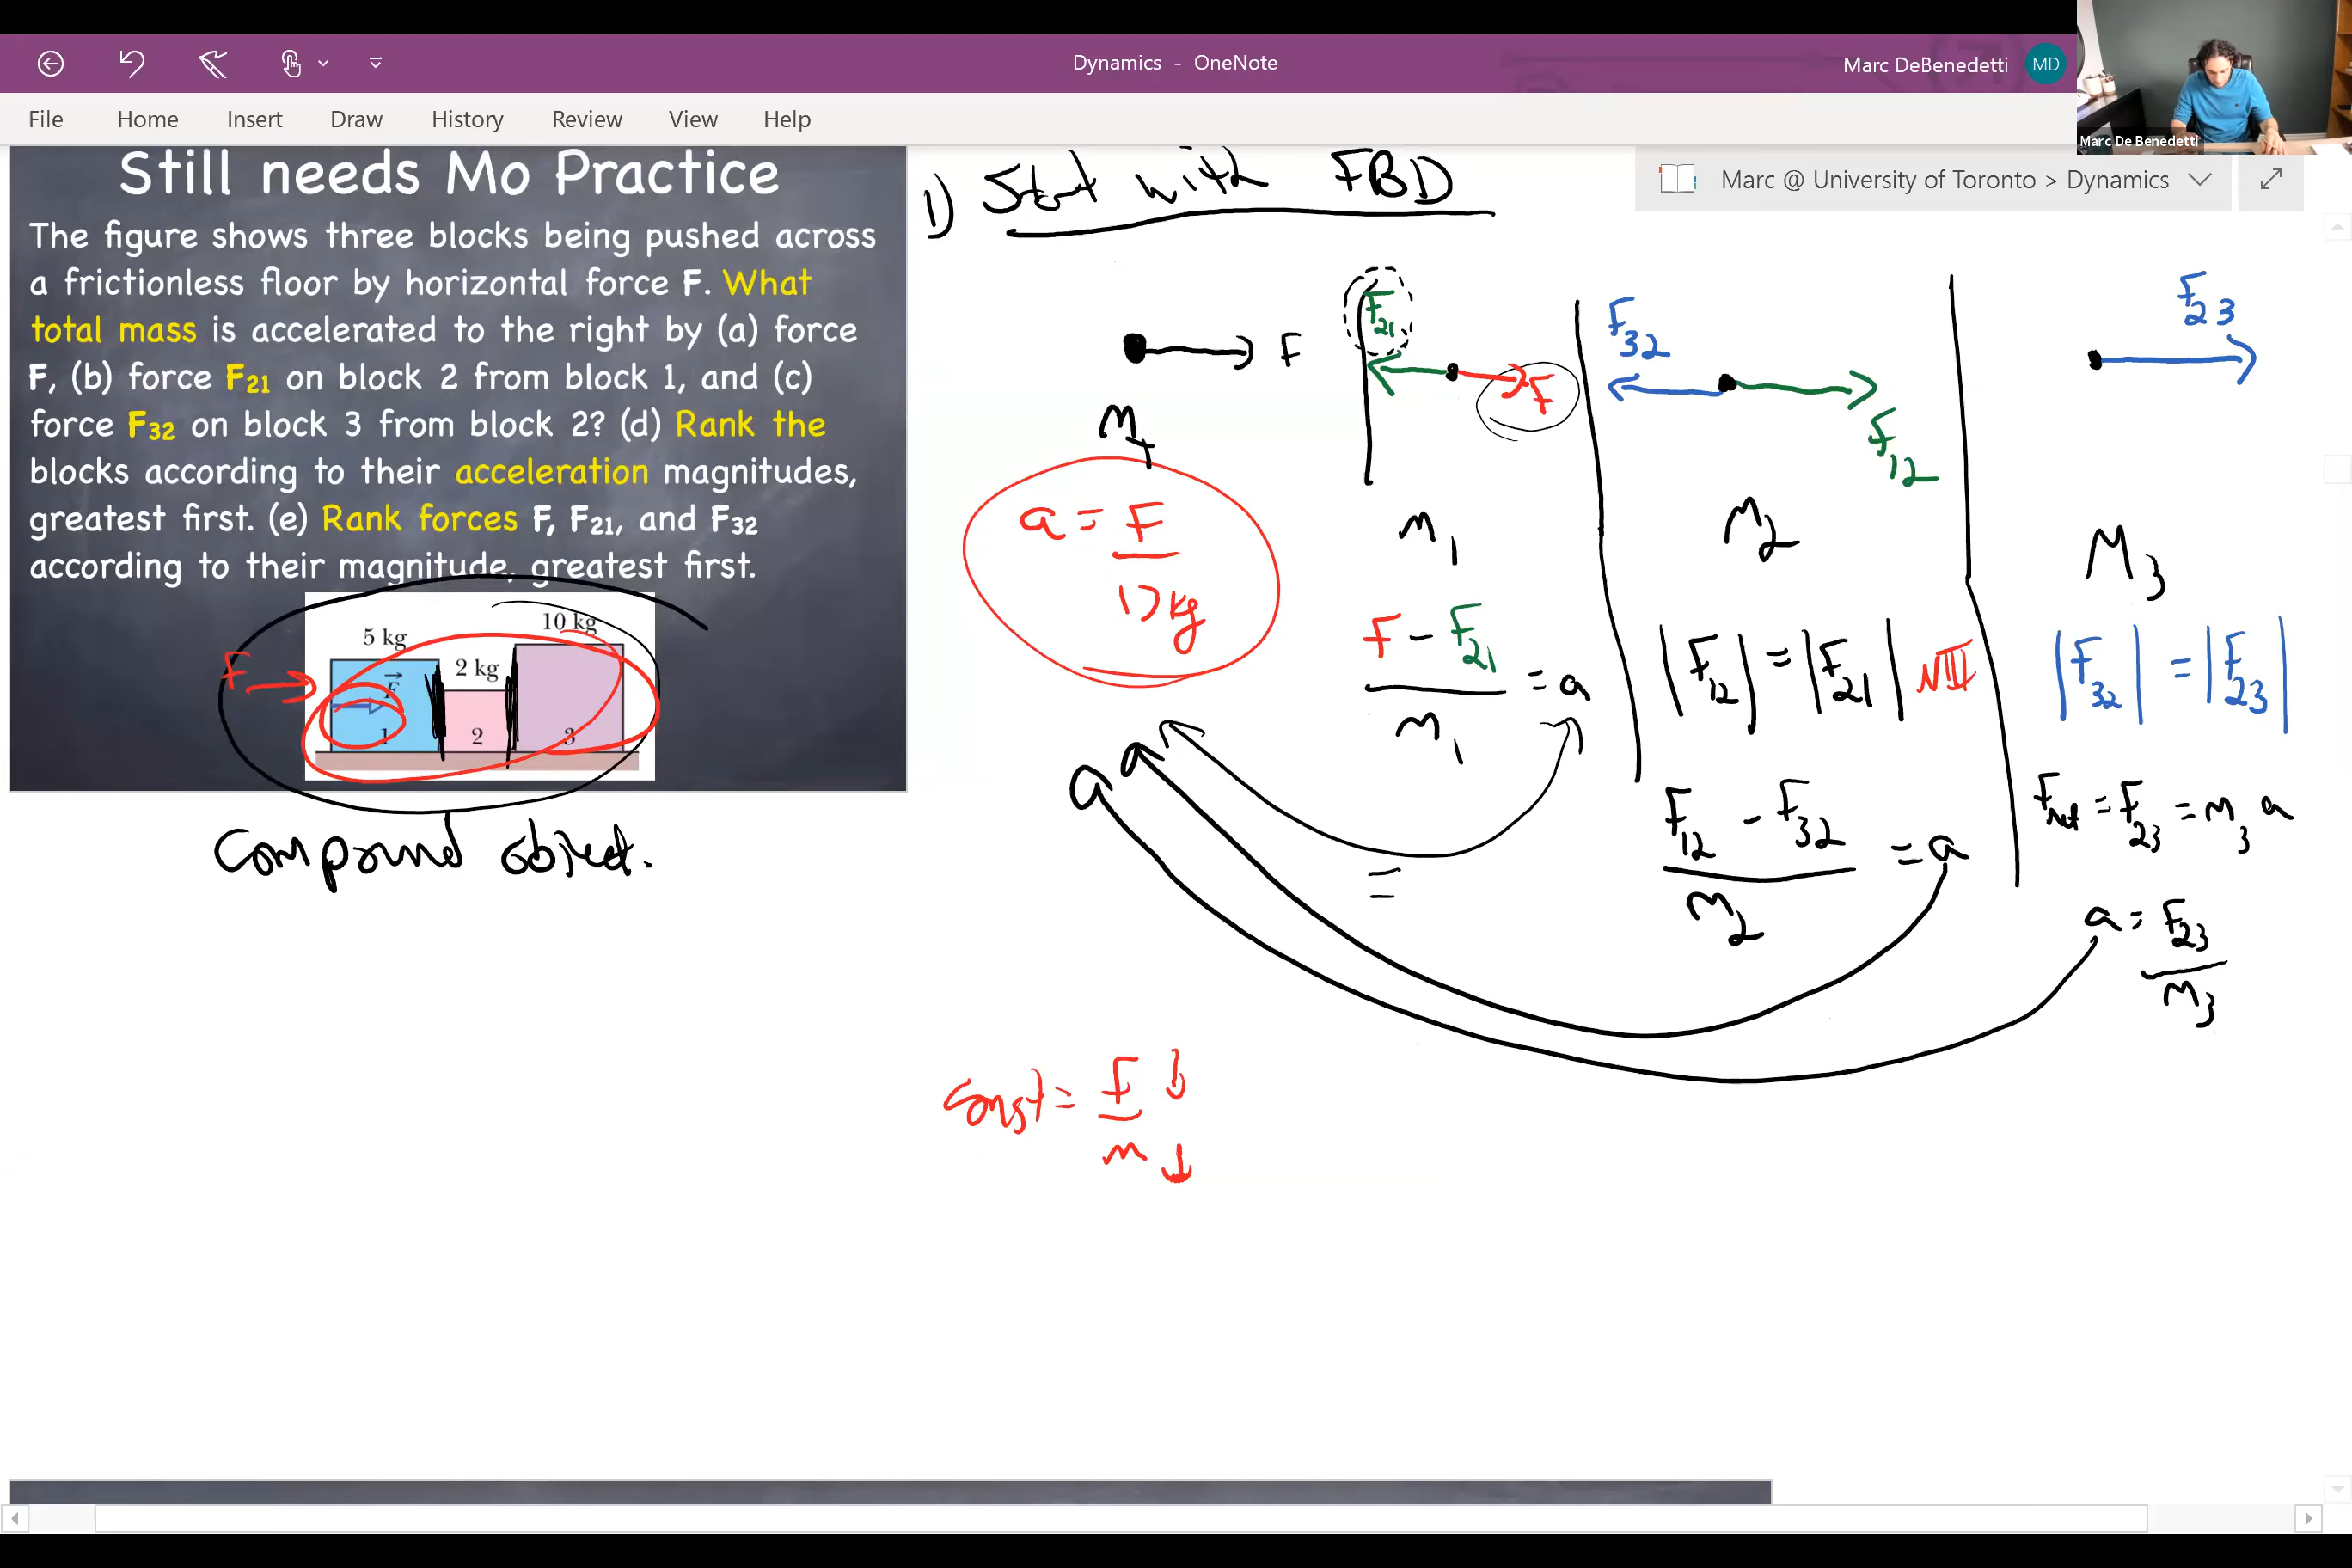 Dynamics - OneNote
Marc DeBenedetti MD
Marc De Benedetti
File Home Insert Draw History Review View Help
Marc @ University of Toronto > Dynamics
Still needs Mo Practice
The figure shows three blocks being pushed across
a frictionless floor by horizontal force F. What
total mass is accelerated to the right by (a) force
F, (b) force F21 on block 2 from block 1, and (c)
force F32 on block 3 from block 2? (d) Rank the
blocks according to their acceleration magnitudes,
greatest first. (e) Rank forces F, F21, and F32
according to their magnitude, greatest first.
5 kg
2 kg
10 kg
F
F
1
2
3
Compound object.
1) Start with FBD
F
a = F
17 kg
F21
F
m1
F - F21
m1
= a
F32
F12
m2
|F12| = |F21| NIII
F12 - F32
m2
= a
F23
M3
|F32| = |F23|
Fnet = F23 = m3 a
a = F23
m3
a a
=
const = F ↓
m ↓